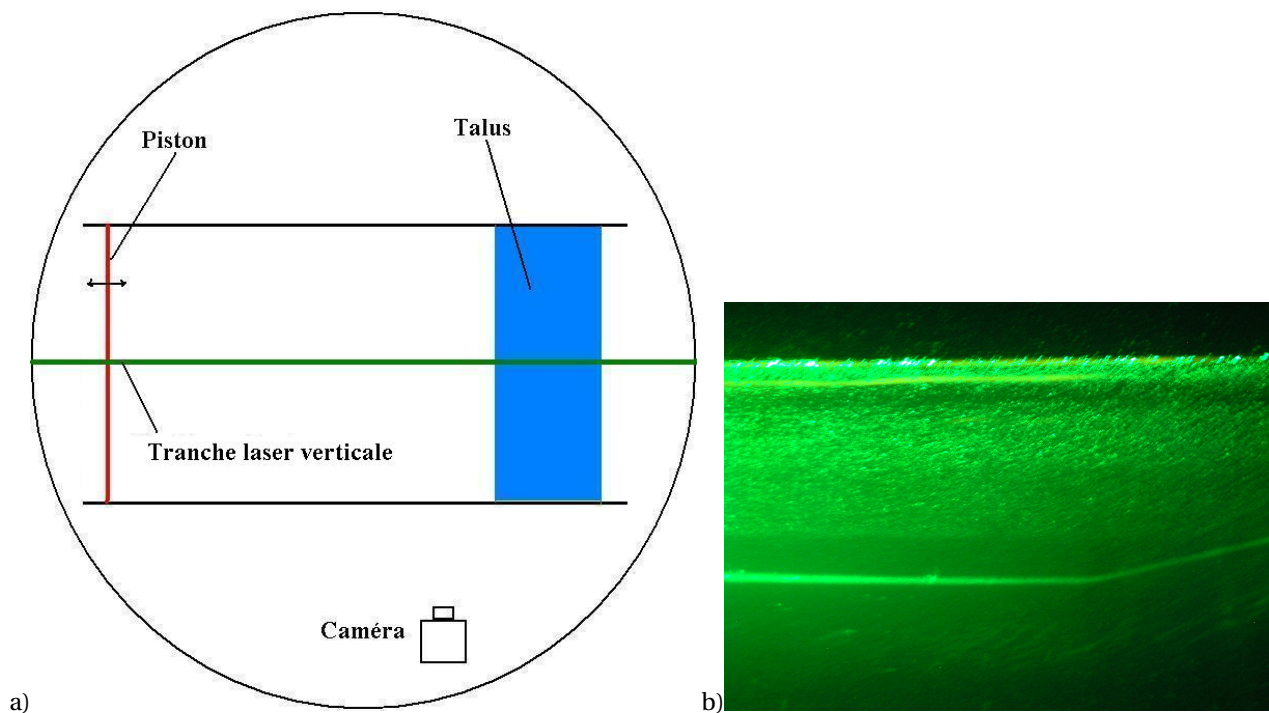 Piston
Talus
Tranche laser verticale
Caméra
a)
b)